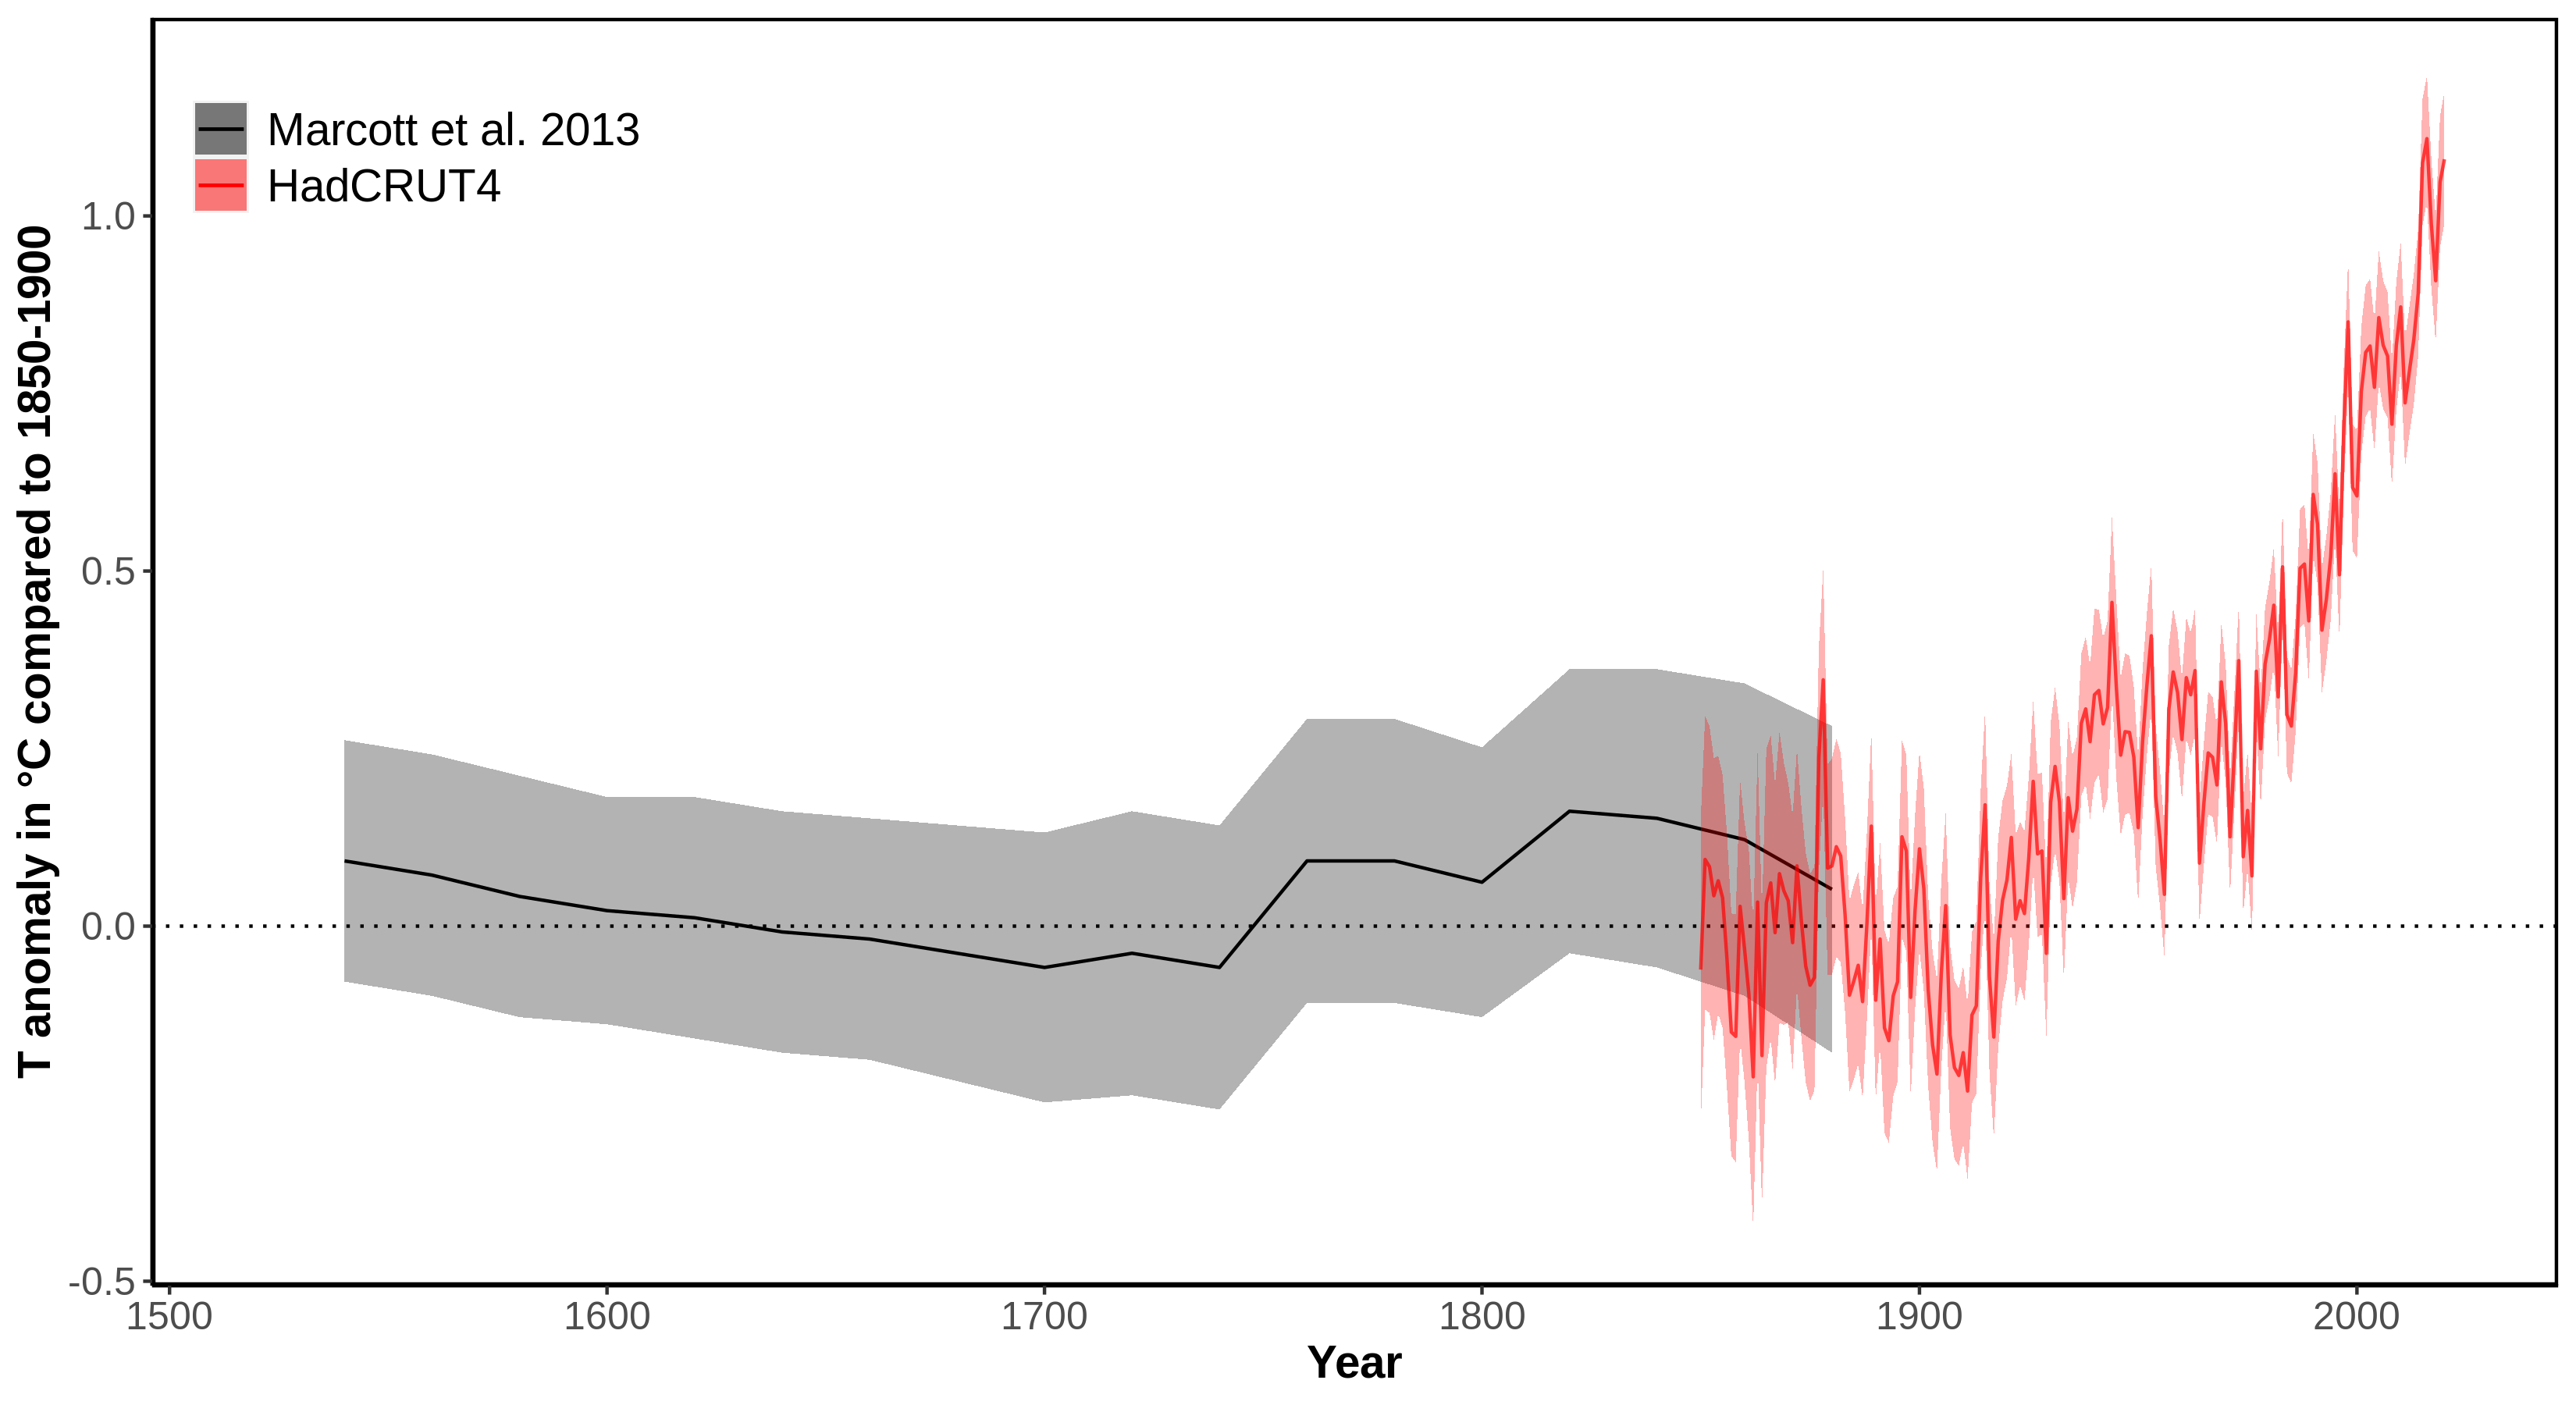 Marcott et al. 2013
HadCRUT4
T anomaly in °C compared to 1850-1900
1.0
0.5
0.0
-0.5
1500 1600 1700 1800 1900 2000
Year